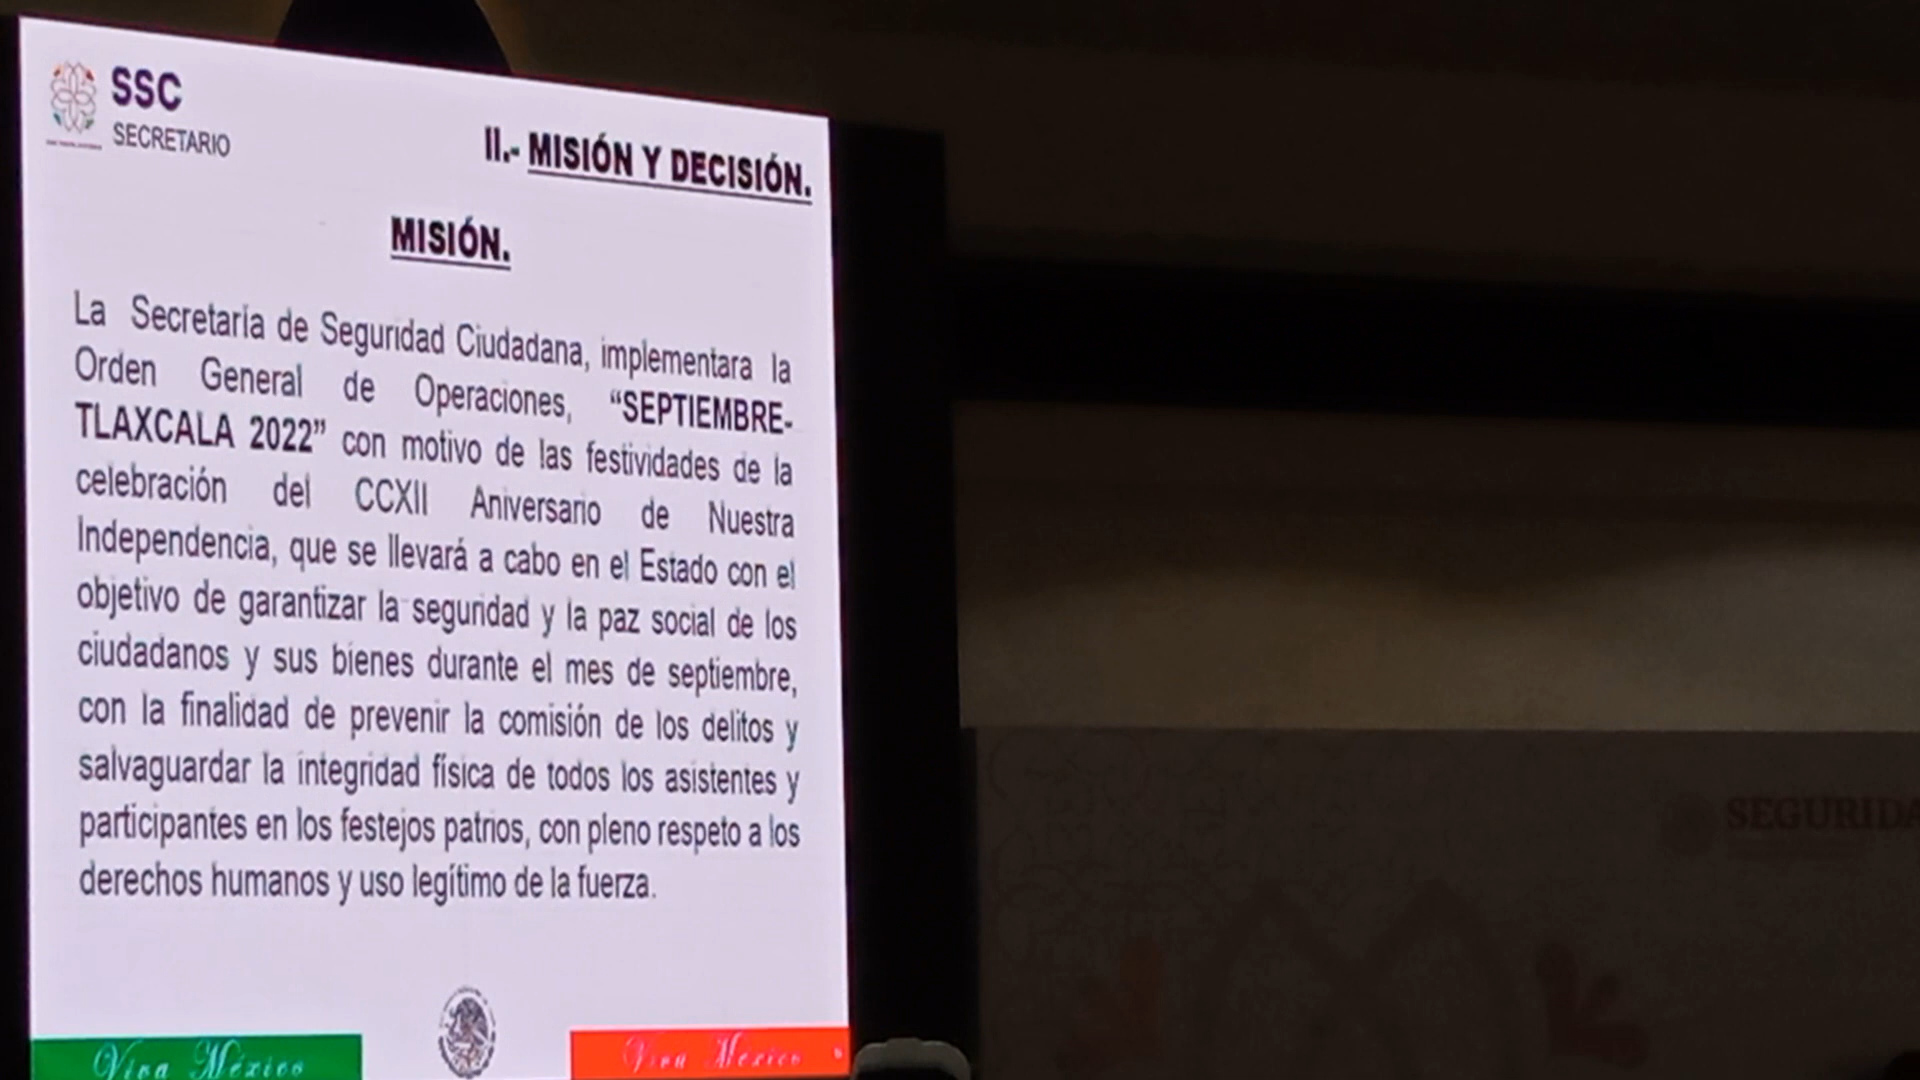 SSC
SECRETARIO
II.- MISIÓN Y DECISIÓN.
MISIÓN.
La Secretaría de Seguridad Ciudadana, implementara la
Orden General de Operaciones, “SEPTIEMBRE-
TLAXCALA 2022” con motivo de las festividades de la
celebración del CCXII Aniversario de Nuestra
Independencia, que se llevará a cabo en el Estado con el
objetivo de garantizar la seguridad y la paz social de los
ciudadanos y sus bienes durante el mes de septiembre,
con la finalidad de prevenir la comisión de los delitos y
salvaguardar la integridad física de todos los asistentes y
participantes en los festejos patrios, con pleno respeto a los
derechos humanos y uso legítimo de la fuerza.
Viva México
Viva México
SEGURIDA